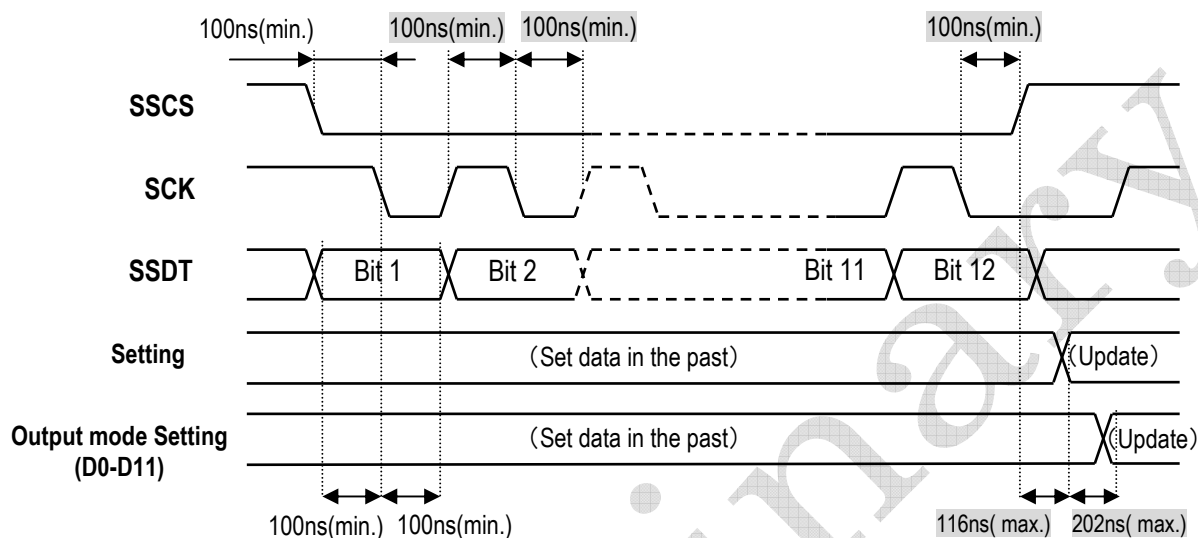 100ns(min.) 100ns(min.) 100ns(min.) 100ns(min.)
SSCS
SCK
SSDT Bit 1 Bit 2 Bit 11 Bit 12
Setting （Set data in the past） （Update）
Output mode Setting （Set data in the past） （Update）
(D0-D11)
100ns(min.) 100ns(min.) 116ns( max.) 202ns( max.)
inary